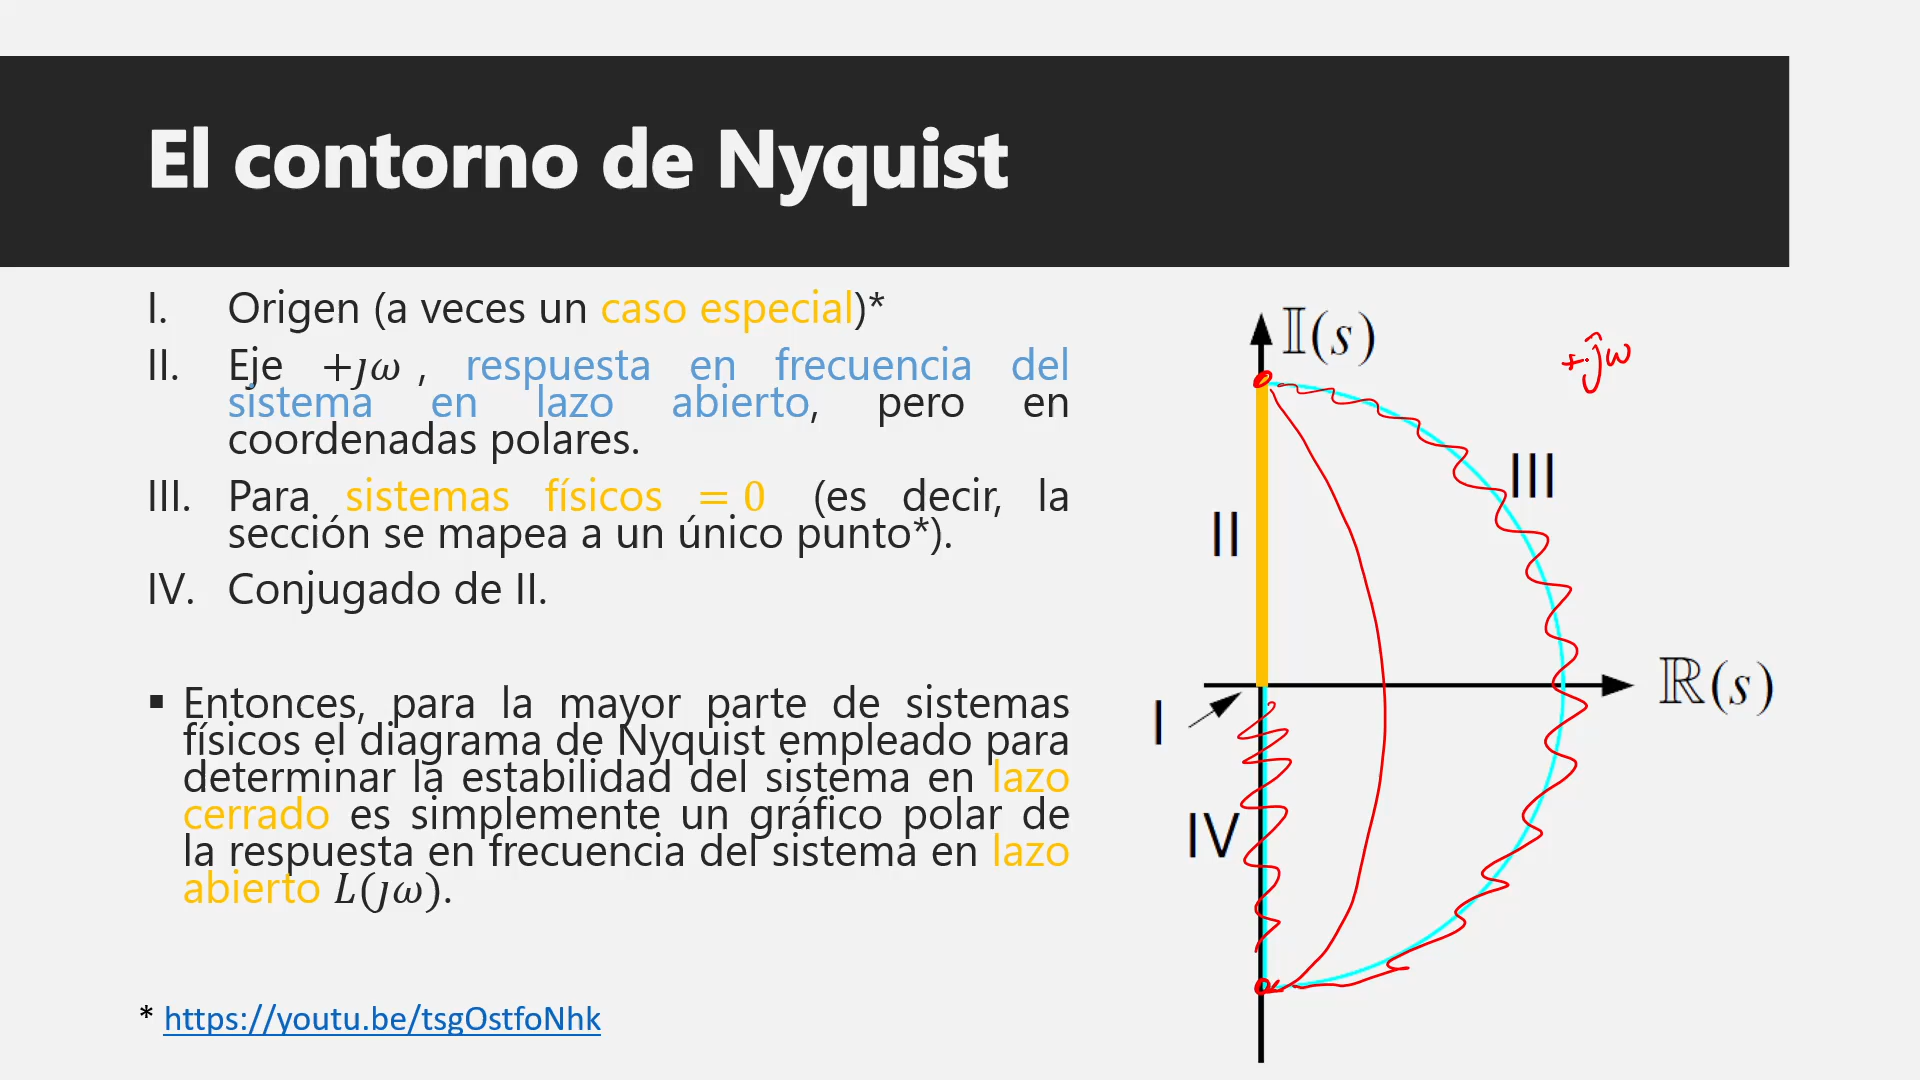 El contorno de Nyquist
I. Origen (a veces un caso especial)*
II. Eje +ȷω , respuesta en frecuencia del
sistema en lazo abierto, pero en
coordenadas polares.
III. Para sistemas físicos = 0 (es decir, la
sección se mapea a un único punto*).
IV. Conjugado de II.
▪ Entonces, para la mayor parte de sistemas
físicos el diagrama de Nyquist empleado para
determinar la estabilidad del sistema en lazo
cerrado es simplemente un gráfico polar de
la respuesta en frecuencia del sistema en lazo
abierto L(ȷω).
* https://youtu.be/tsgOstfoNhk
𝕀(s)
+ĵω
III
II
ℝ(s)
I
IV